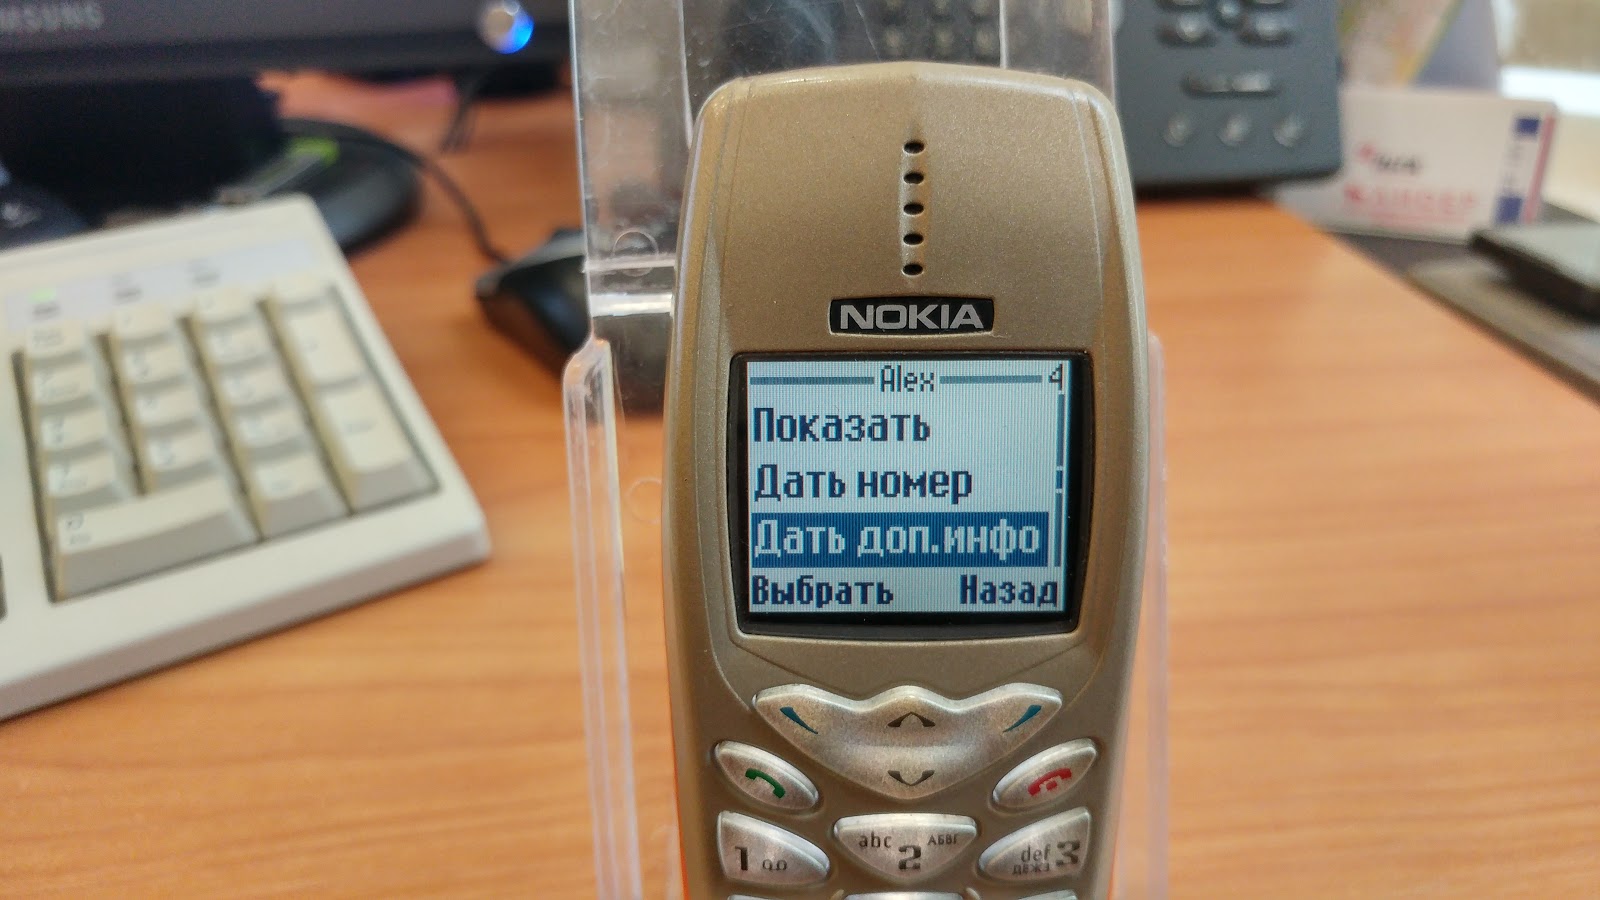 SAMSUNG
NOKIA
Alex 4
Показать
Дать номер
Дать доп.инфо
Выбрать Назад
abc 2 АБВГ
1
def 3
ДЕЖЗ